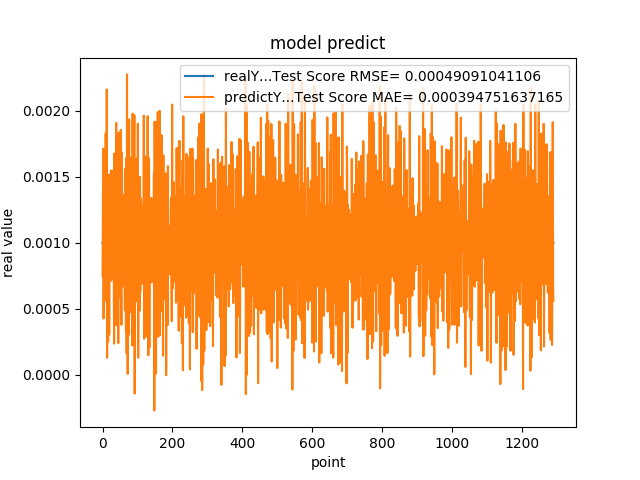 model predict
realY...Test Score RMSE= 0.00049091041106
predictY...Test Score MAE= 0.000394751637165
0.0020
0.0015
0.0010
0.0005
0.0000
real value
0
200
400
600
800
1000
1200
point